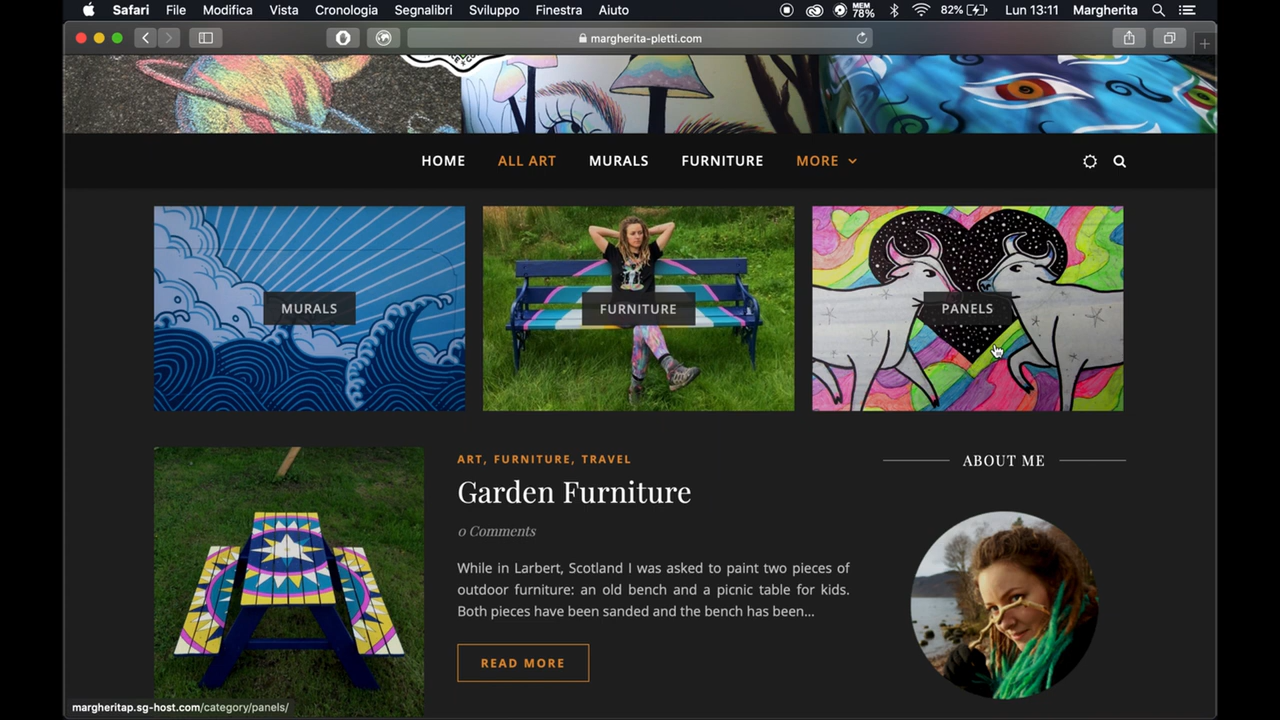 Safari File Modifica Vista Cronologia Segnalibri Sviluppo Finestra Aiuto MEM 78% 82% Lun 13:11 Margherita
margherita-pletti.com
HOME ALL ART MURALS FURNITURE MORE
MURALS FURNITURE PANELS
ART, FURNITURE, TRAVEL
Garden Furniture
0 Comments
While in Larbert, Scotland I was asked to paint two pieces of
outdoor furniture: an old bench and a picnic table for kids.
Both pieces have been sanded and the bench has been...
READ MORE
ABOUT ME
margheritap.sg-host.com/category/panels/